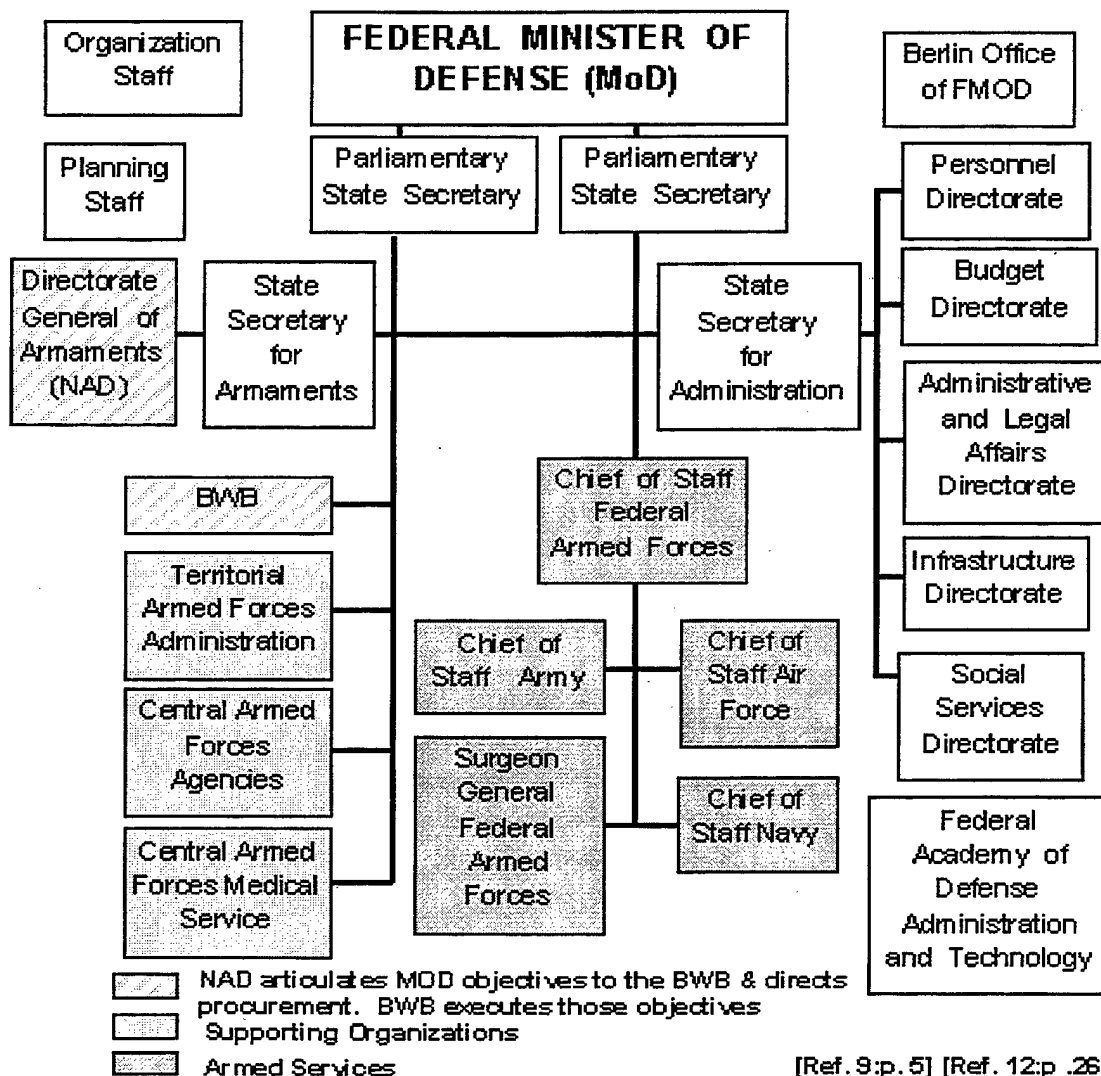 Organization
Staff
FEDERAL MINISTER OF
DEFENSE (MoD)
Berlin Office
of FMOD
Planning
Staff
Parliamentary
State Secretary
Parliamentary
State Secretary
Personnel
Directorate
Directorate
General of
Armaments
(NAD)
State
Secretary
for
Armaments
State
Secretary
for
Administration
Budget
Directorate
Administrative
and Legal
Affairs
Directorate
BWB
Chief of Staff
Federal
Armed Forces
Infrastructure
Directorate
Territorial
Armed Forces
Administration
Chief of
Staff Army
Chief of
Staff Air
Force
Social
Services
Directorate
Central Armed
Forces
Agencies
Surgeon
General
Federal
Armed
Forces
Chief of
Staff Navy
Central Armed
Forces Medical
Service
Federal
Academy of
Defense
Administration
and Technology
NAD articulates MOD objectives to the BWB & directs
procurement. BWB executes those objectives
Supporting Organizations
Armed Services
[Ref. 9:p. 5] [Ref. 12:p .26